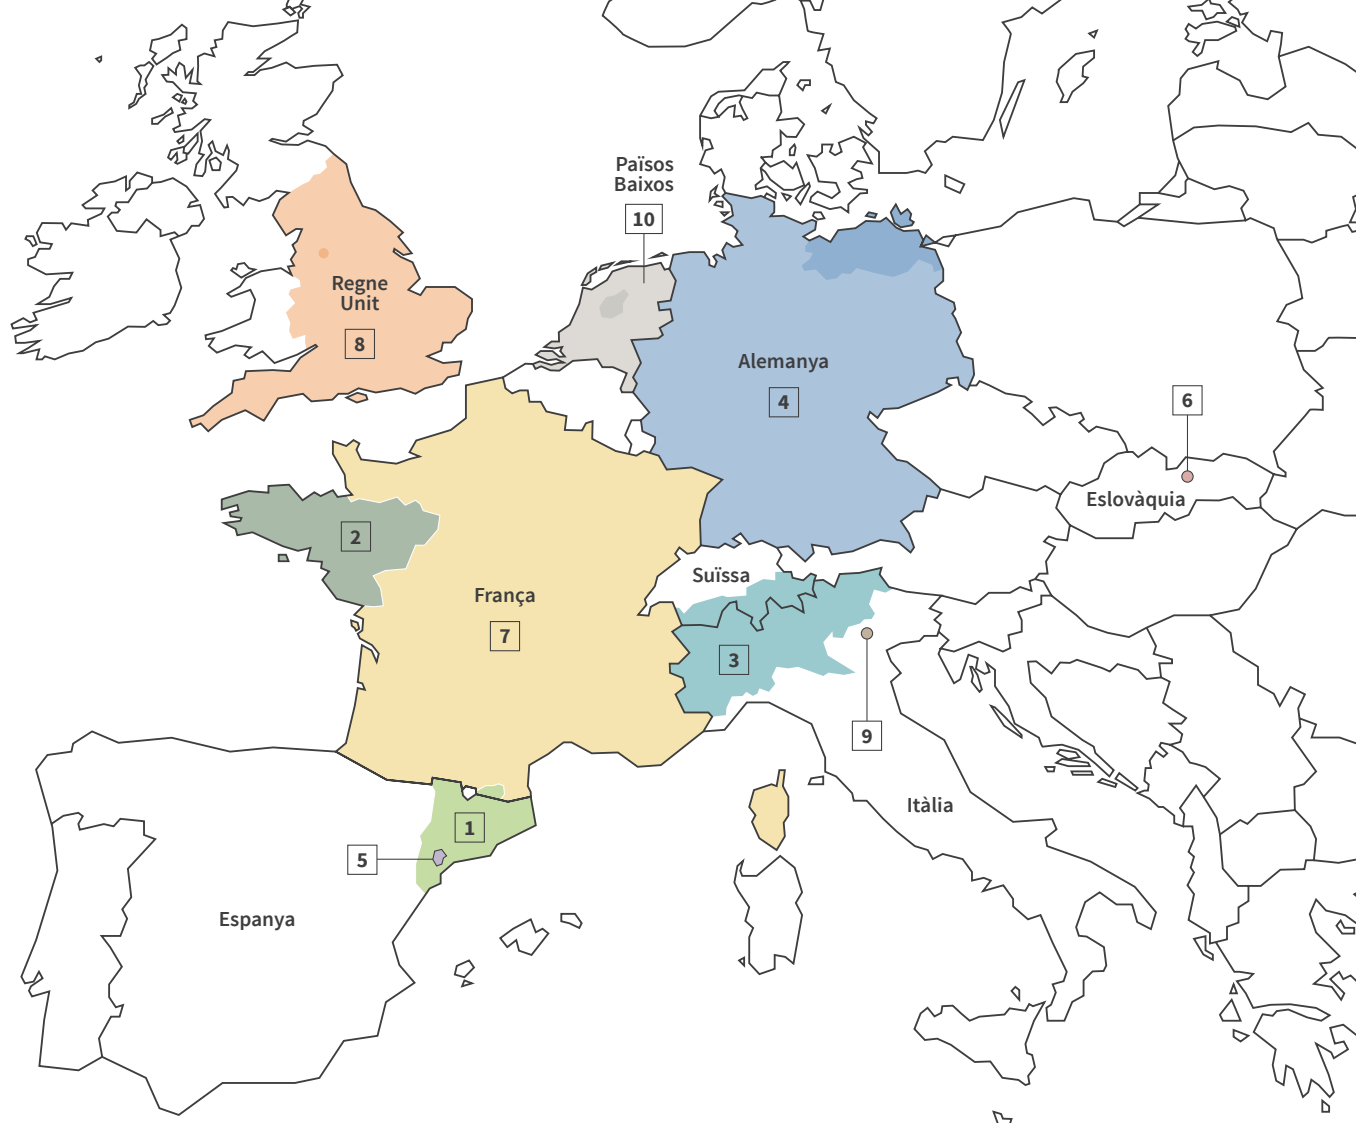 Països
Baixos
10
Regne
Unit
8
Alemanya
4
6
Eslovàquia
2
Suïssa
França
7
3
9
Itàlia
1
5
Espanya